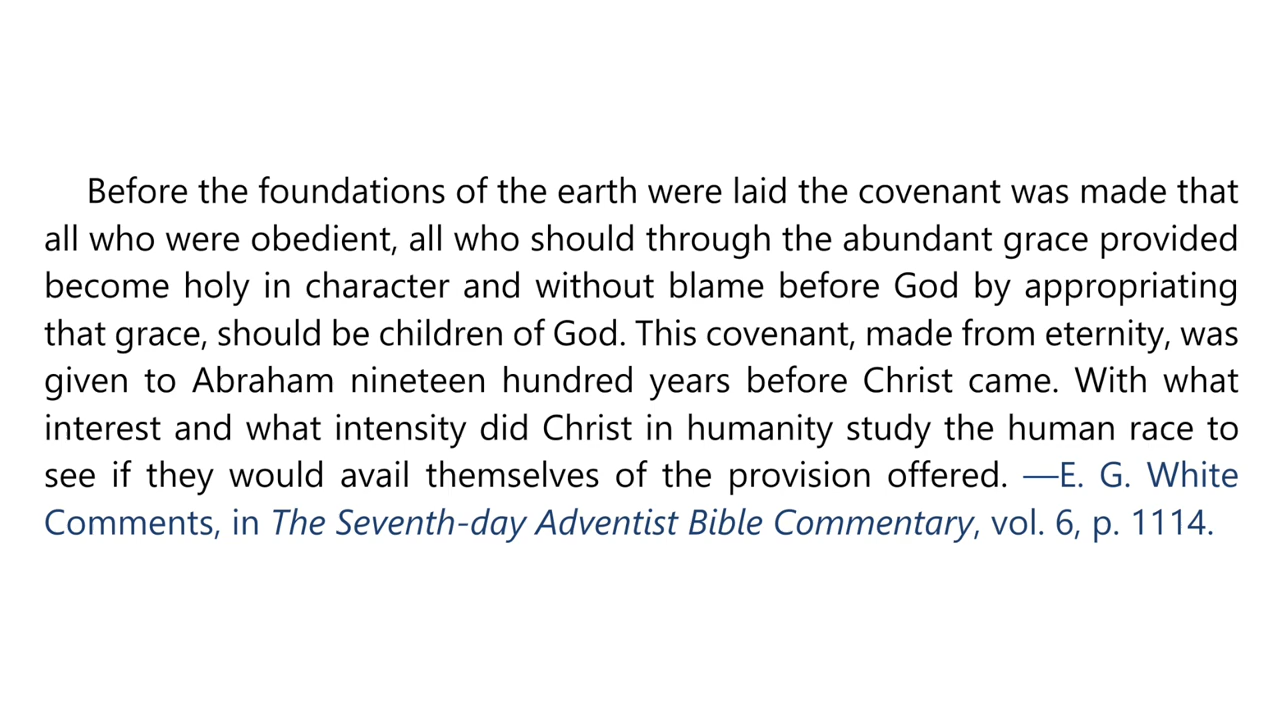 Before the foundations of the earth were laid the covenant was made that
all who were obedient, all who should through the abundant grace provided
become holy in character and without blame before God by appropriating
that grace, should be children of God. This covenant, made from eternity, was
given to Abraham nineteen hundred years before Christ came. With what
interest and what intensity did Christ in humanity study the human race to
see if they would avail themselves of the provision offered. —E. G. White
Comments, in The Seventh-day Adventist Bible Commentary, vol. 6, p. 1114.